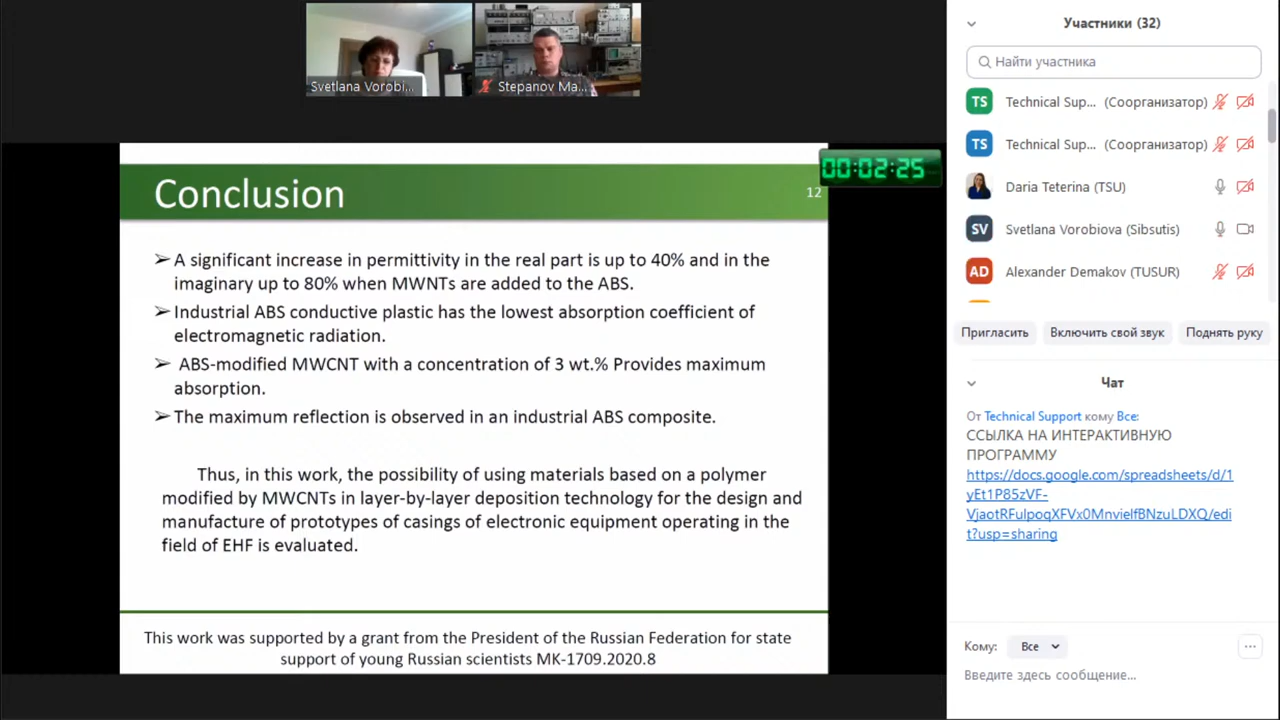 Svetlana Vorobi...
Stepanov Ma...
00:02:25
Conclusion
12
➢ A significant increase in permittivity in the real part is up to 40% and in the
imaginary up to 80% when MWNTs are added to the ABS.
➢ Industrial ABS conductive plastic has the lowest absorption coefficient of
electromagnetic radiation.
➢ ABS-modified MWCNT with a concentration of 3 wt.% Provides maximum
absorption.
➢ The maximum reflection is observed in an industrial ABS composite.
Thus, in this work, the possibility of using materials based on a polymer
modified by MWCNTs in layer-by-layer deposition technology for the design and
manufacture of prototypes of casings of electronic equipment operating in the
field of EHF is evaluated.
This work was supported by a grant from the President of the Russian Federation for state
support of young Russian scientists MK-1709.2020.8
Участники (32)
Найти участника
TS Technical Sup... (Соорганизатор)
TS Technical Sup... (Соорганизатор)
Daria Teterina (TSU)
SV Svetlana Vorobiova (Sibsutis)
AD Alexander Demakov (TUSUR)
Пригласить Включить свой звук Поднять руку
Чат
От Technical Support кому Все:
ССЫЛКА НА ИНТЕРАКТИВНУЮ
ПРОГРАММУ
https://docs.google.com/spreadsheets/d/1
yEt1P85zVF-
VjaotRFulpoqXFVx0MnvielfBNzuLDXQ/edi
t?usp=sharing
Кому: Все
Введите здесь сообщение...